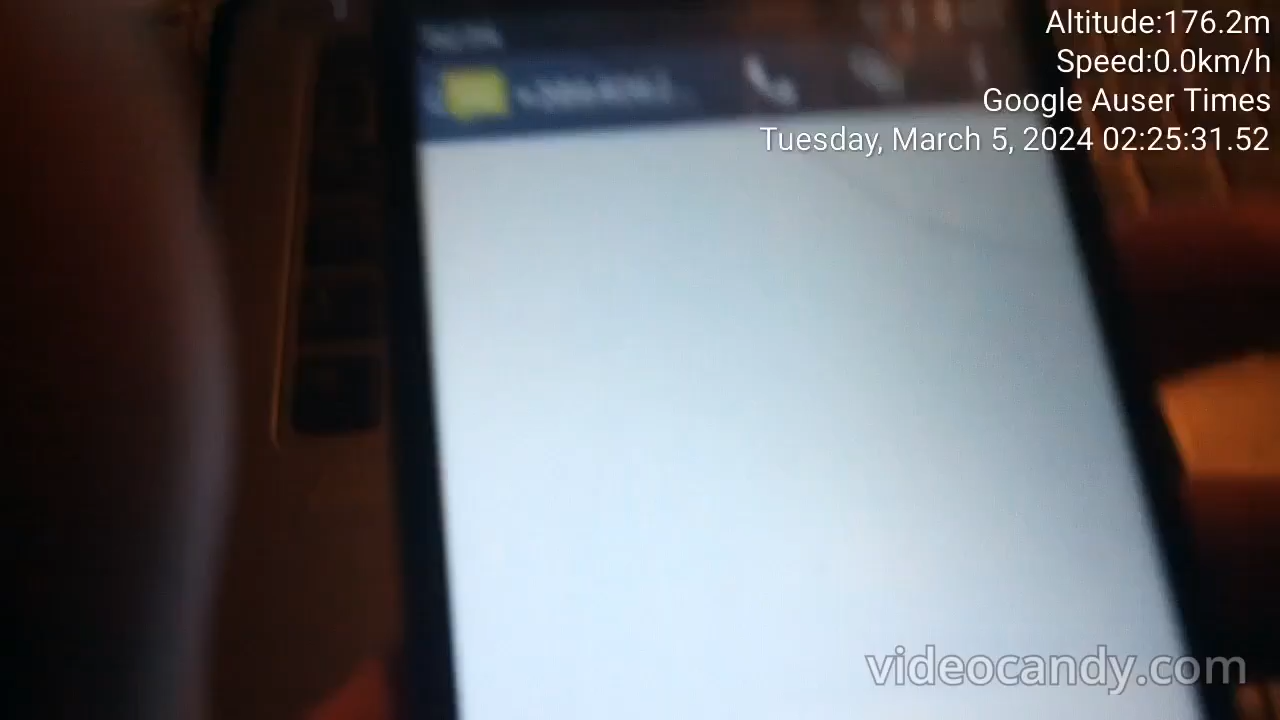 Altitude:176.2m
Speed:0.0km/h
Google Auser Times
Tuesday, March 5, 2024 02:25:31.52
videocandy.com